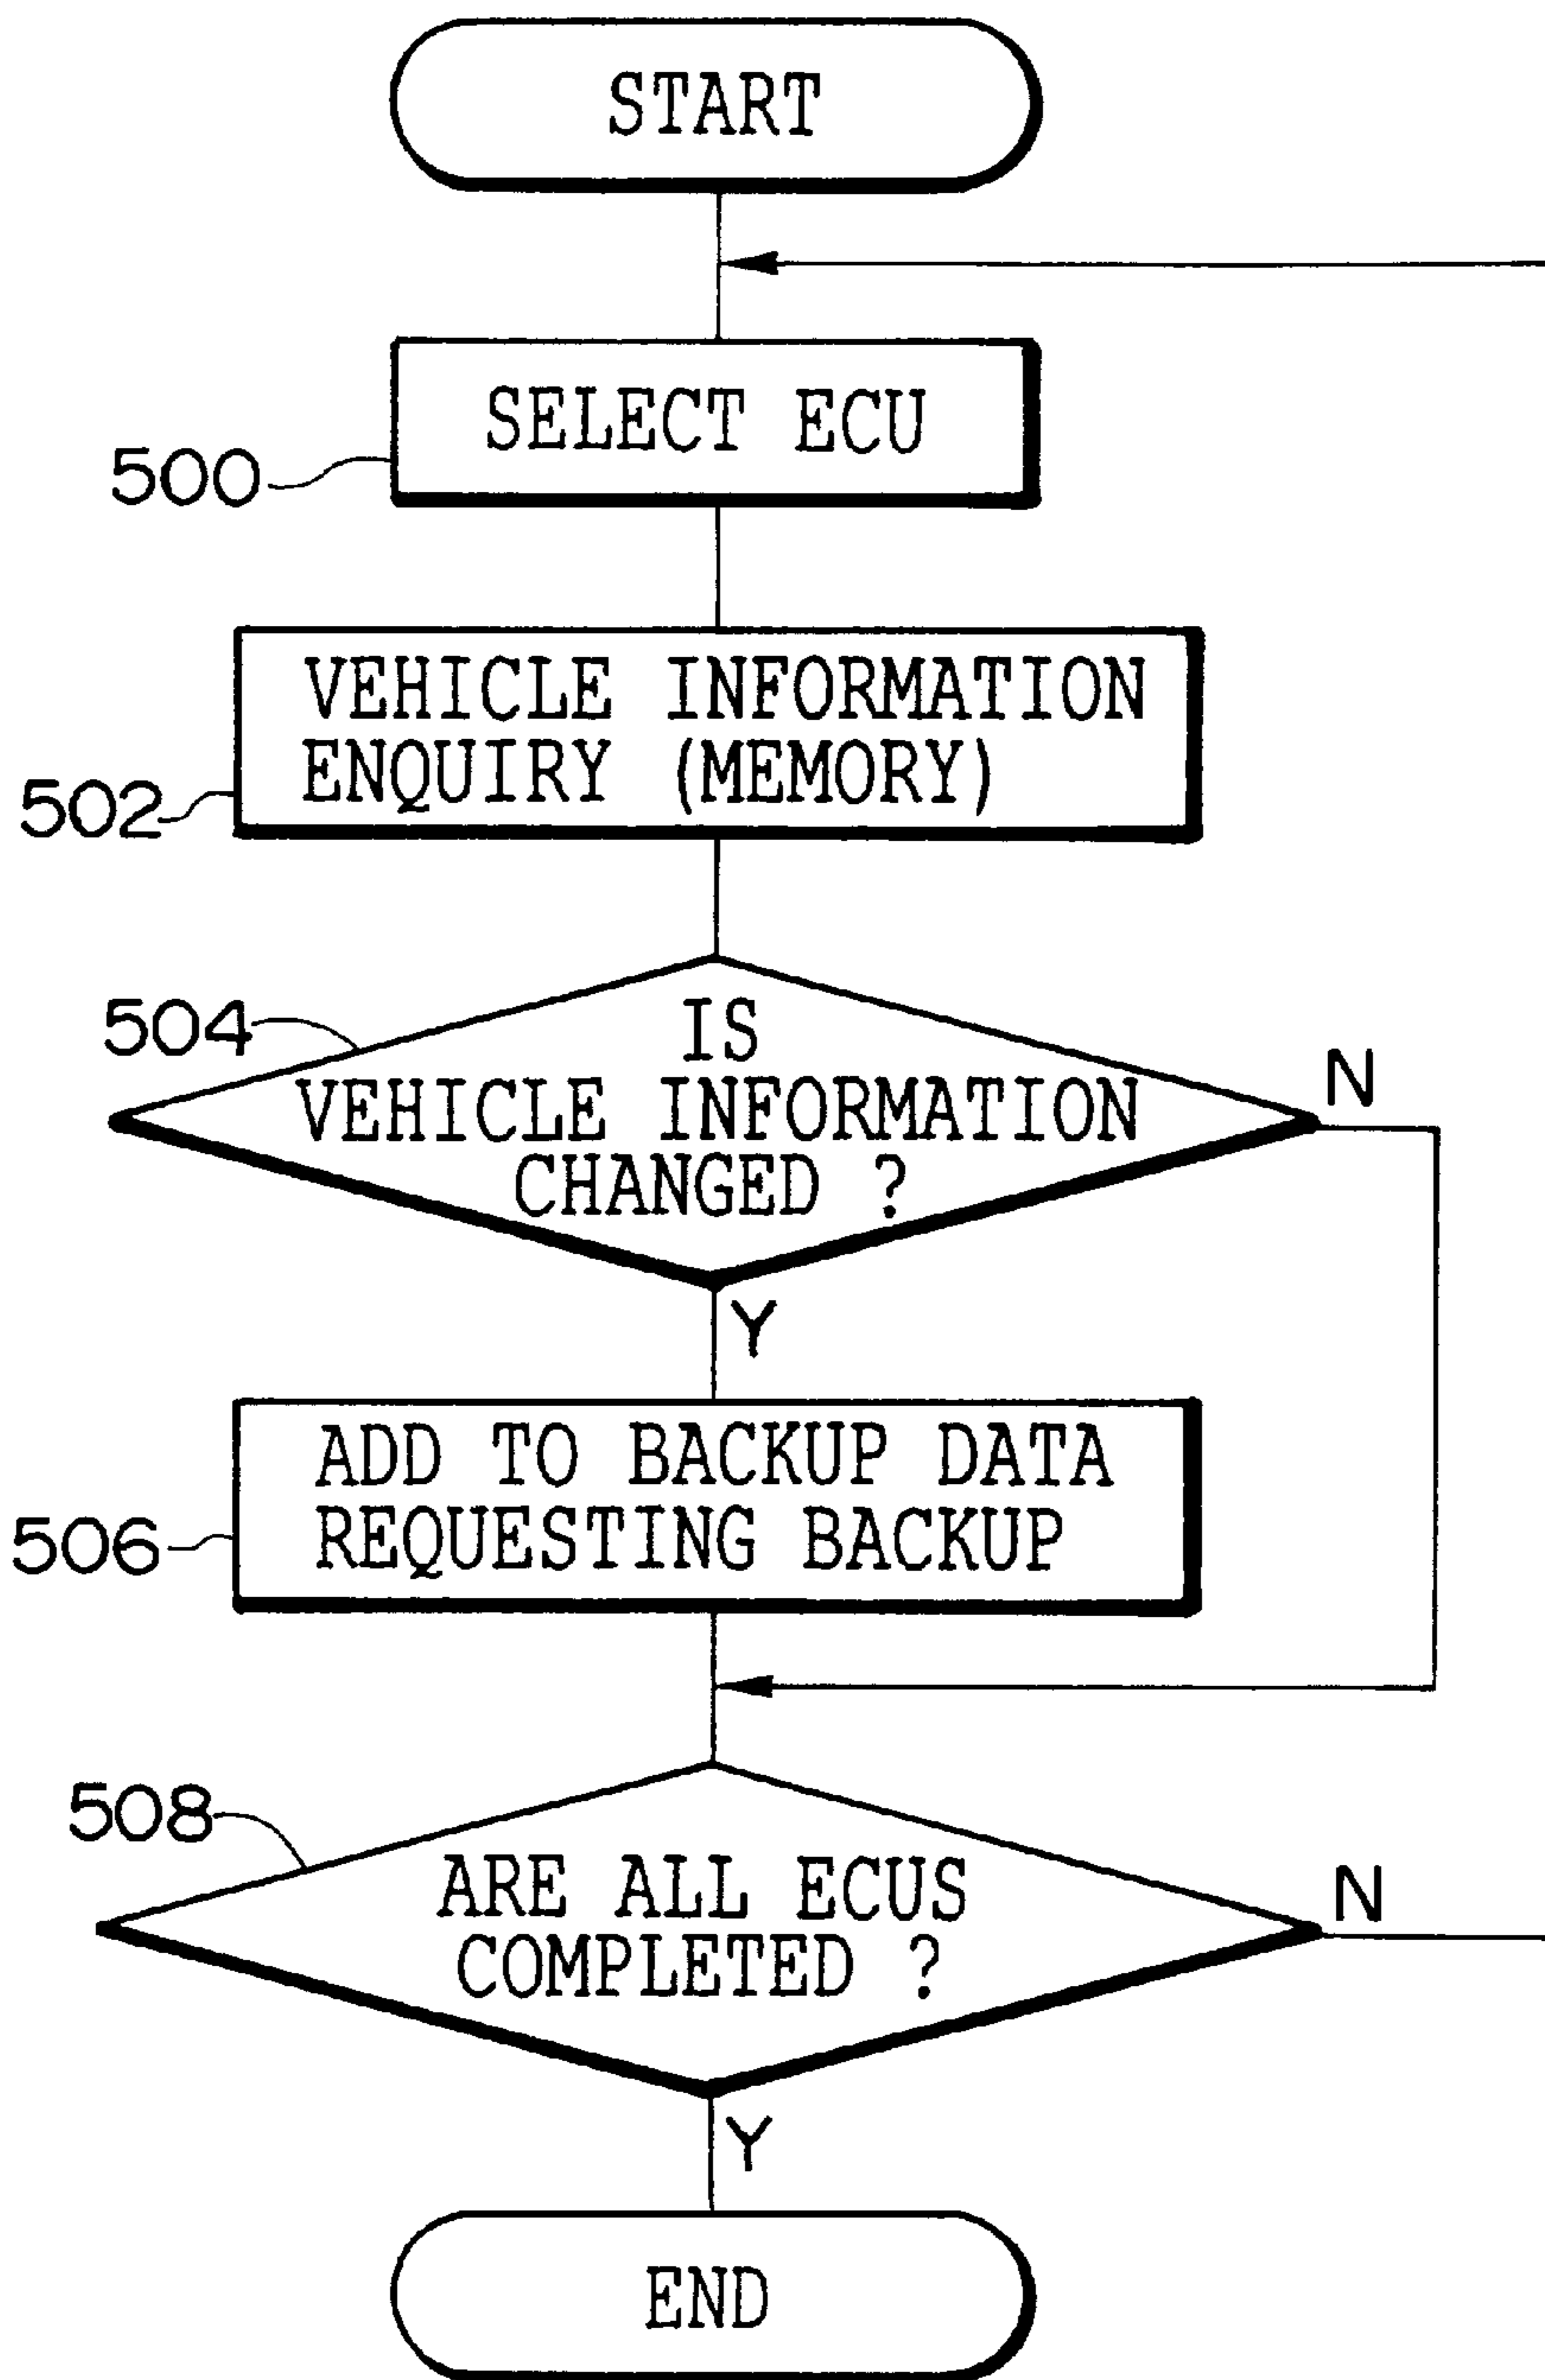 START
SELECT ECU
500
VEHICLE INFORMATION
ENQUIRY (MEMORY)
502
504
IS
VEHICLE INFORMATION
CHANGED ?
N
Y
ADD TO BACKUP DATA
REQUESTING BACKUP
506
508
ARE ALL ECUS
COMPLETED ?
N
Y
END